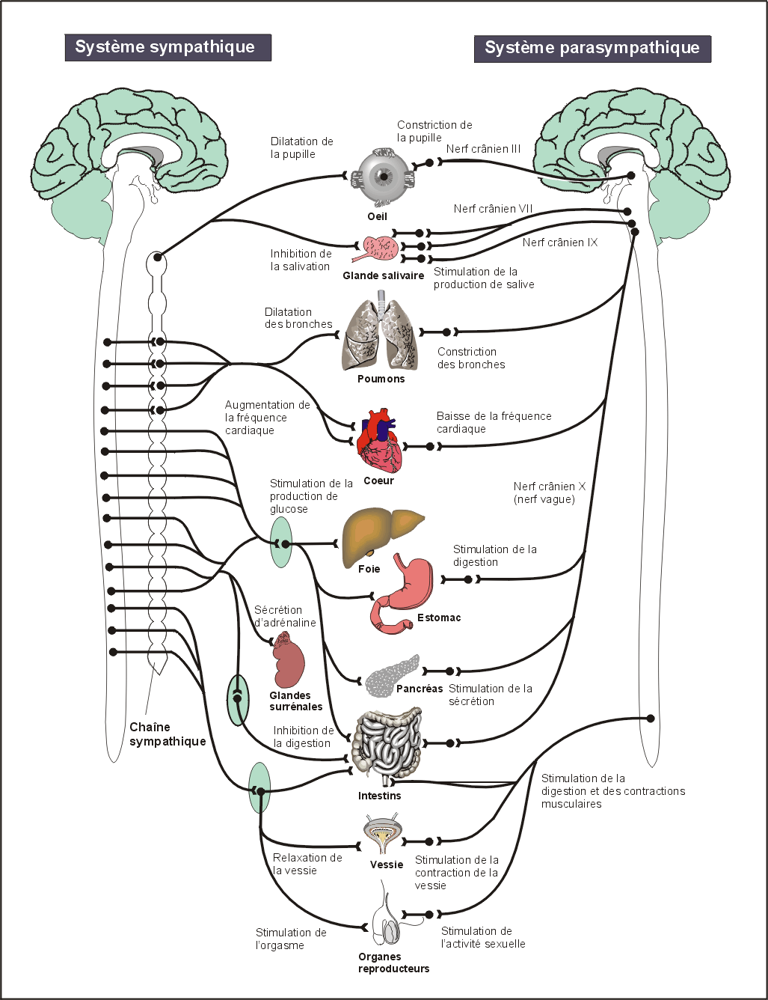 Système sympathique
Système parasympathique
Constriction de
la pupille
Dilatation de
la pupille
Nerf crânien III
Oeil
Nerf crânien VII
Nerf crânien IX
Inhibition de
la salivation
Glande salivaire
Stimulation de la
production de salive
Dilatation
des bronches
Constriction
des bronches
Poumons
Augmentation de
la fréquence
cardiaque
Baisse de la fréquence
cardiaque
Coeur
Stimulation de la
production de
glucose
Nerf crânien X
(nerf vague)
Foie
Stimulation de la
digestion
Estomac
Sécrétion
d'adrénaline
Glandes
surrénales
Pancréas
Stimulation de la
sécrétion
Chaîne
sympathique
Inhibition de
la digestion
Intestins
Stimulation de la
digestion et des contractions
musculaires
Relaxation de
la vessie
Vessie
Stimulation de la
contraction de la
vessie
Stimulation de
l'orgasme
Stimulation de
l'activité sexuelle
Organes
reproducteurs